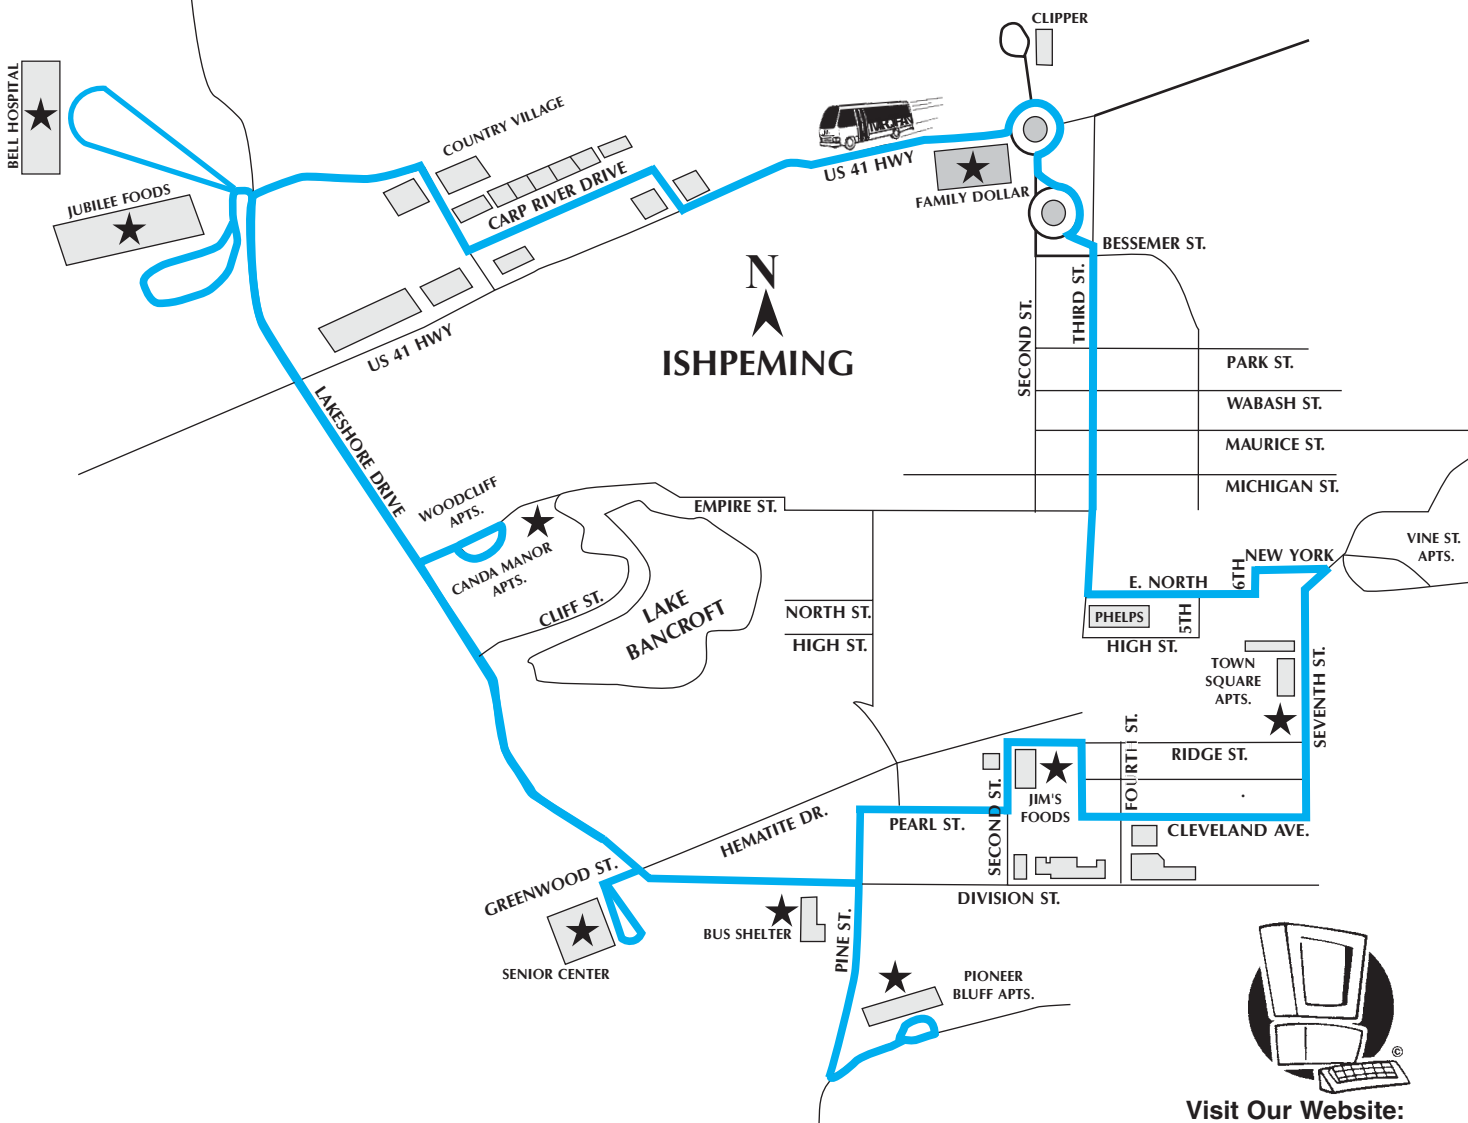 CLIPPER
BELL HOSPITAL
COUNTRY VILLAGE
US 41 HWY
CARP RIVER DRIVE
JUBILEE FOODS
FAMILY DOLLAR
BESSEMER ST.
N
ISHPEMING
SECOND ST.
THIRD ST.
US 41 HWY
PARK ST.
WABASH ST.
MAURICE ST.
MICHIGAN ST.
LAKESHORE DRIVE
WOODCLIFF
APTS.
EMPIRE ST.
CANDA MANOR
APTS.
CLIFF ST.
LAKE
BANCROFT
NEW YORK
VINE ST.
APTS.
6TH
E. NORTH
NORTH ST.
HIGH ST.
PHELPS
5TH
HIGH ST.
TOWN
SQUARE
APTS.
SEVENTH ST.
RIDGE ST.
FOURTH ST.
JIM'S
FOODS
SECOND ST.
PEARL ST.
CLEVELAND AVE.
HEMATITE DR.
GREENWOOD ST.
DIVISION ST.
BUS SHELTER
PINE ST.
SENIOR CENTER
PIONEER
BLUFF APTS.
©
Visit Our Website: